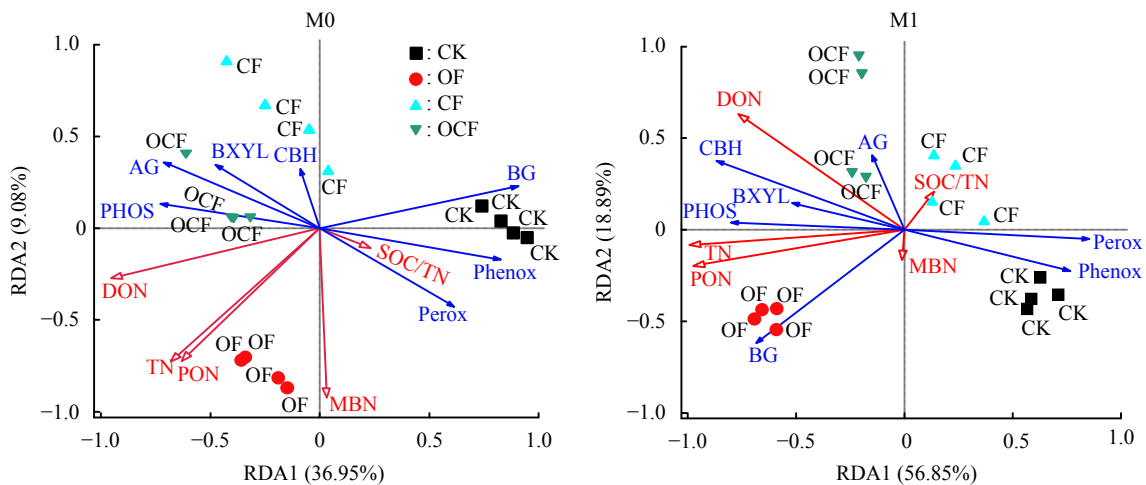 M0
1.0
0.5
0
−0.5
−1.0
RDA2 (9.08%)
CF
CF
CF
CF
: CK
: OF
: CF
: OCF
OCF
AG
BXYL
CBH
BG
PHOS
OCF
OCF
OCF
CK
CK
CK
CK
SOC/TN
Phenox
DON
Perox
TN
PON
OF
OF
OF
OF
MBN
−1.0
−0.5
0
0.5
1.0
RDA1 (36.95%)
M1
1.0
0.5
0
−0.5
−1.0
RDA2 (18.89%)
OCF
OCF
DON
CBH
AG
CF
CF
OCF
OCF
SOC/TN
BXYL
PHOS
CF
CF
TN
PON
MBN
Perox
Phenox
OF
OF
OF
OF
BG
CK
CK
CK
CK
−1.0
−0.5
0
0.5
1.0
RDA1 (56.85%)